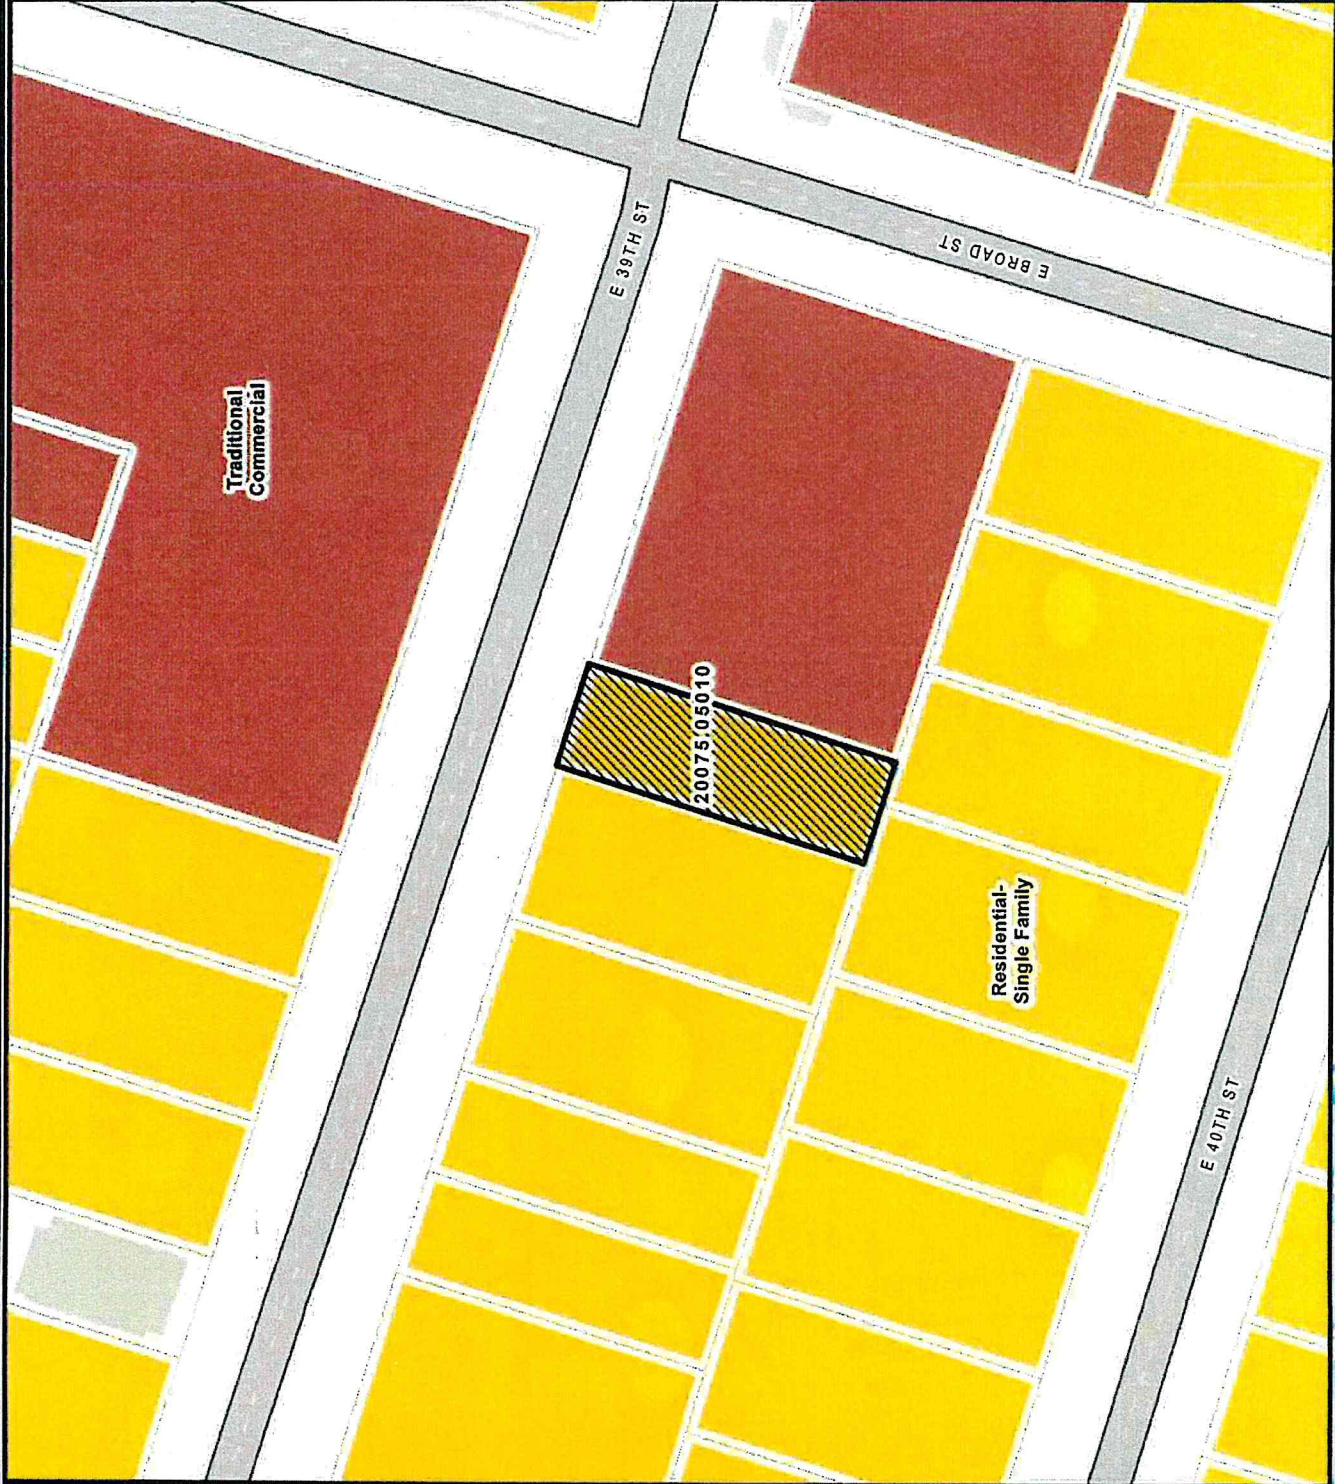 E 39TH ST
E BROAD ST
Traditional
Commercial
20075 05010
Residential-
Single Family
E 40TH ST